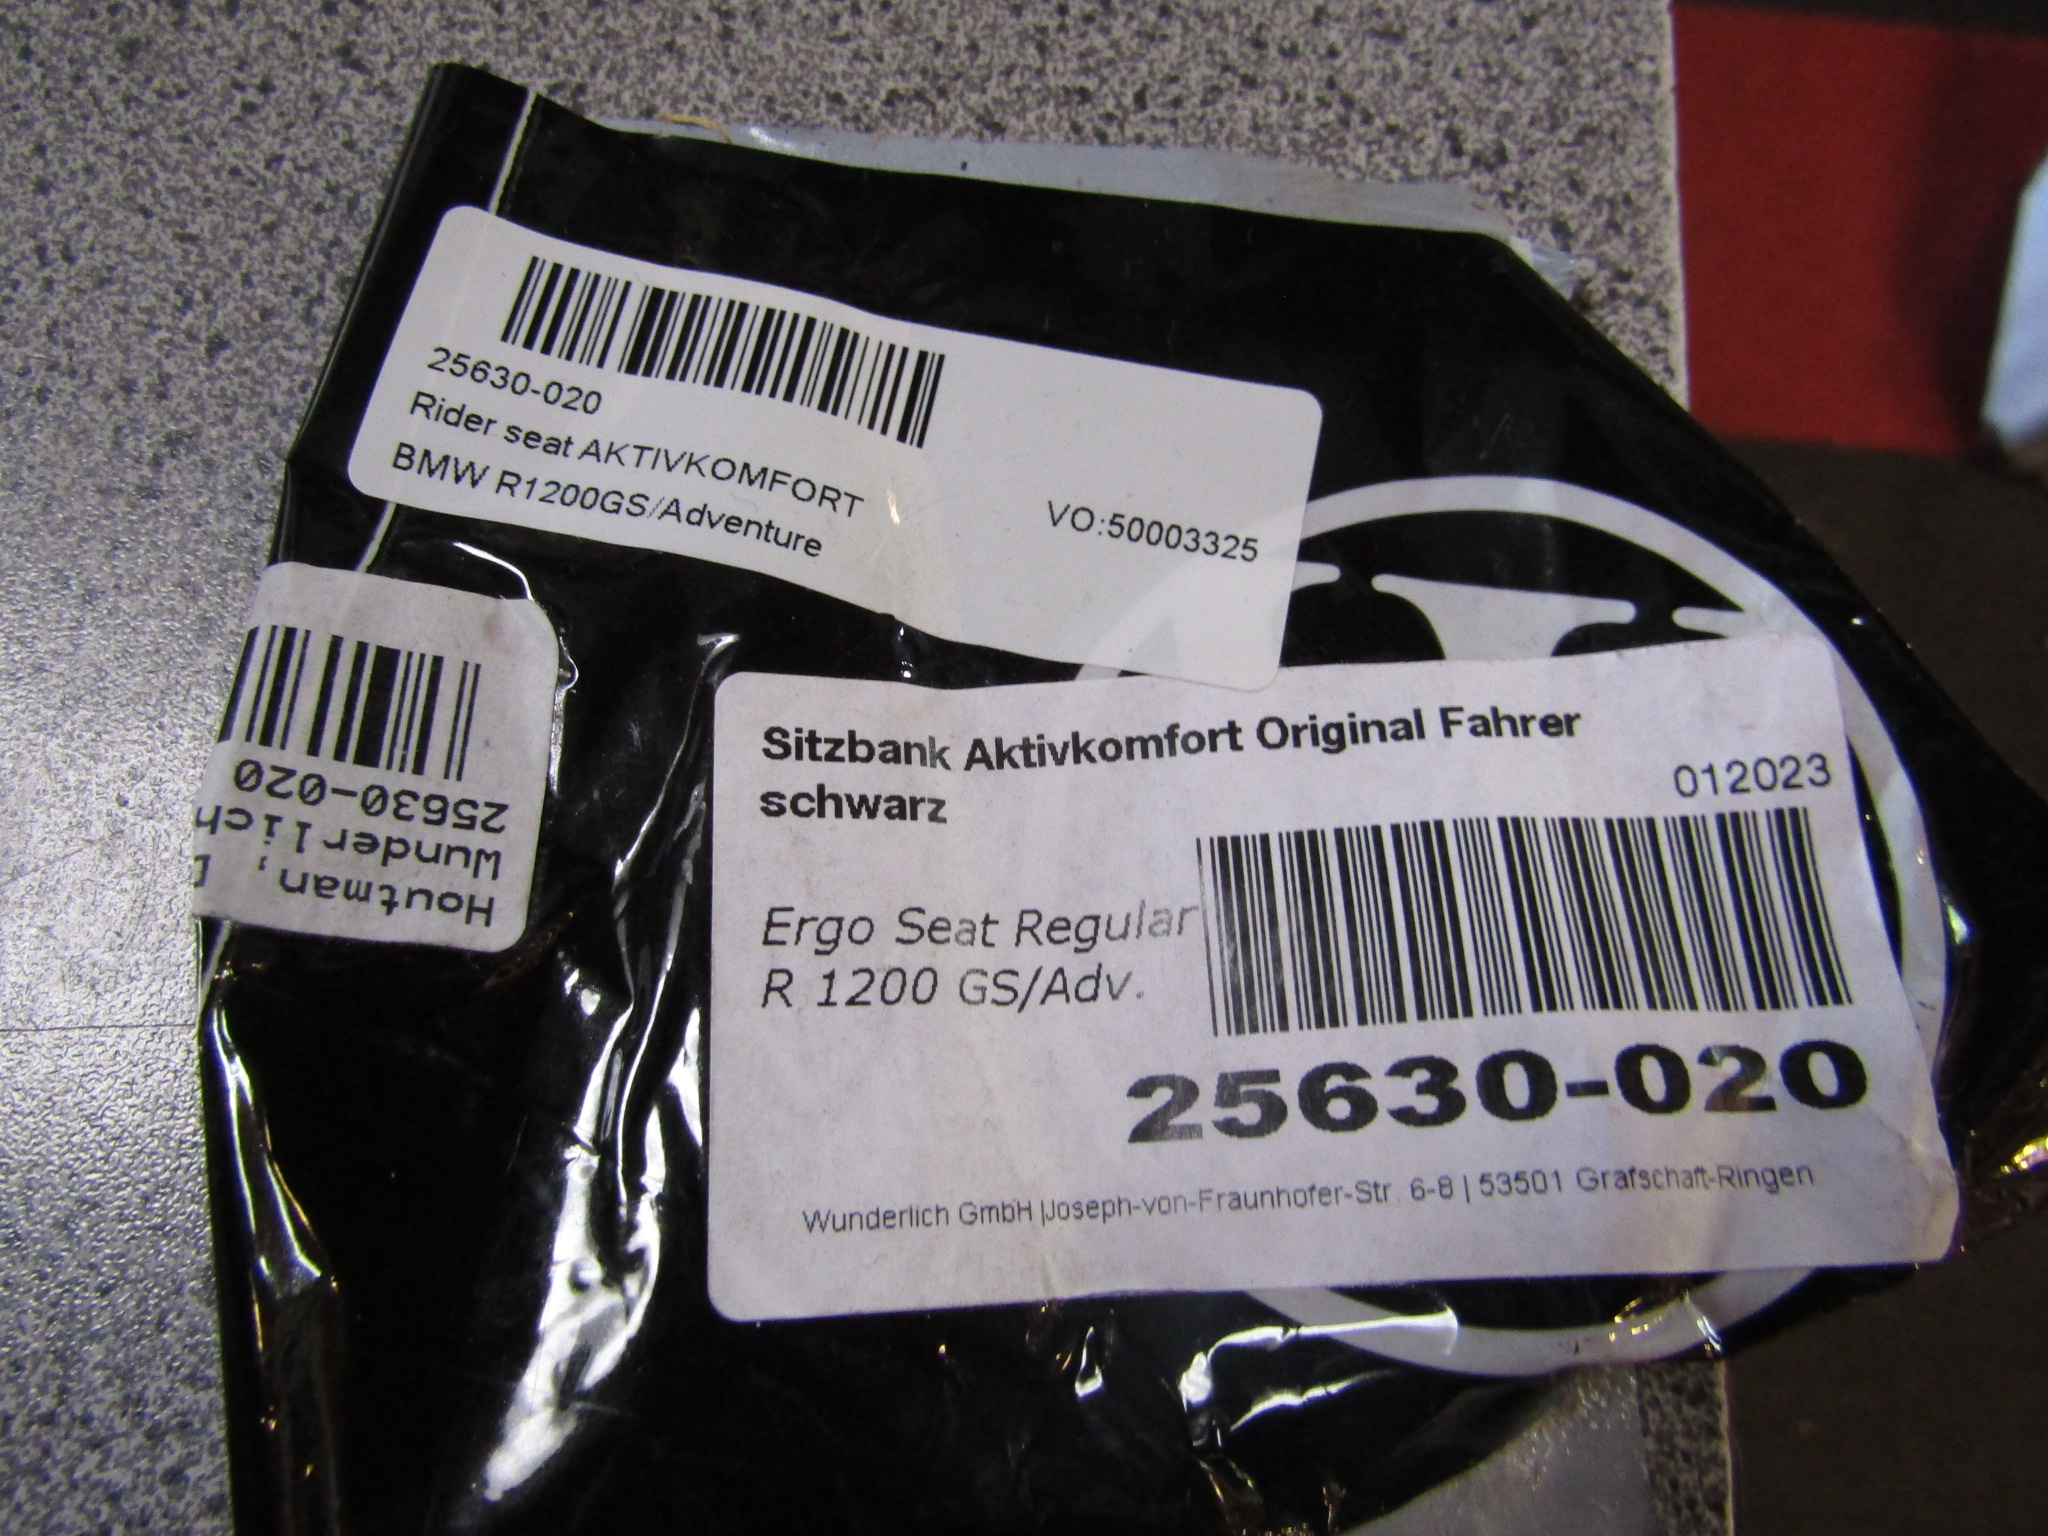 25630-020
Rider seat AKTIVKOMFORT
BMW R1200GS/Adventure
VO:50003325
Houtman,
Wunderlich
25630-020
Sitzbank Aktivkomfort Original Fahrer
schwarz
012023
Ergo Seat Regular
R 1200 GS/Adv.
25630-020
Wunderlich GmbH |Joseph-von-Fraunhofer-Str. 6-8 | 53501 Grafschaft-Ringen